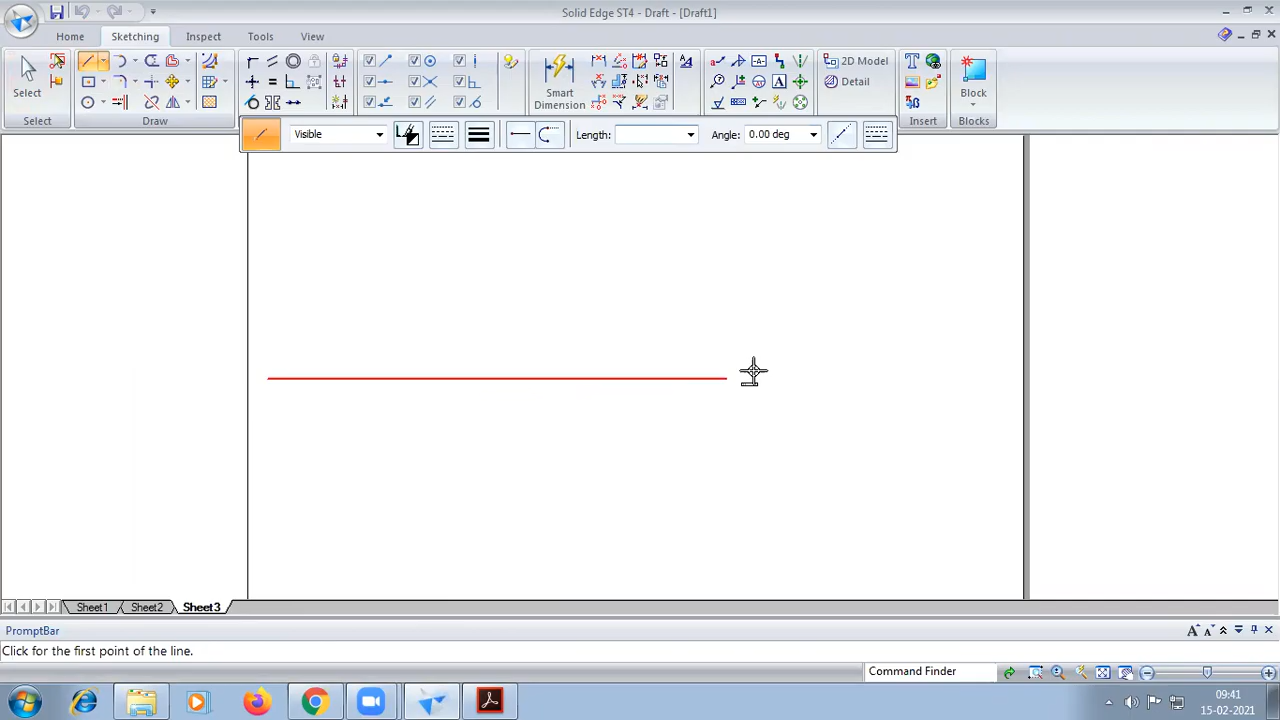 Solid Edge ST4 - Draft - [Draft1]
Home Sketching Inspect Tools View
Select
Smart
Dimension
2D Model
Detail
Block
Select Draw Insert Blocks
Visible Length: Angle: 0.00 deg
Sheet1 Sheet2 Sheet3
PromptBar
Click for the first point of the line.
Command Finder
09:41
15-02-2021